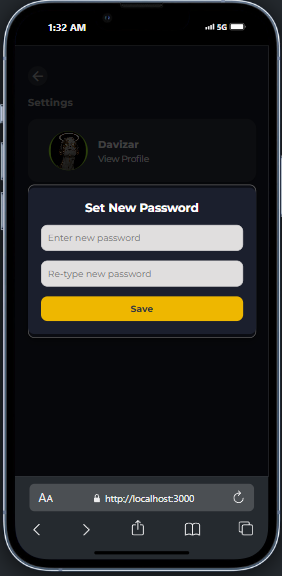 1:32 AM
5G
Settings
Davizar
View Profile
Set New Password
Enter new password
Re-type new password
Save
AA
http://localhost:3000